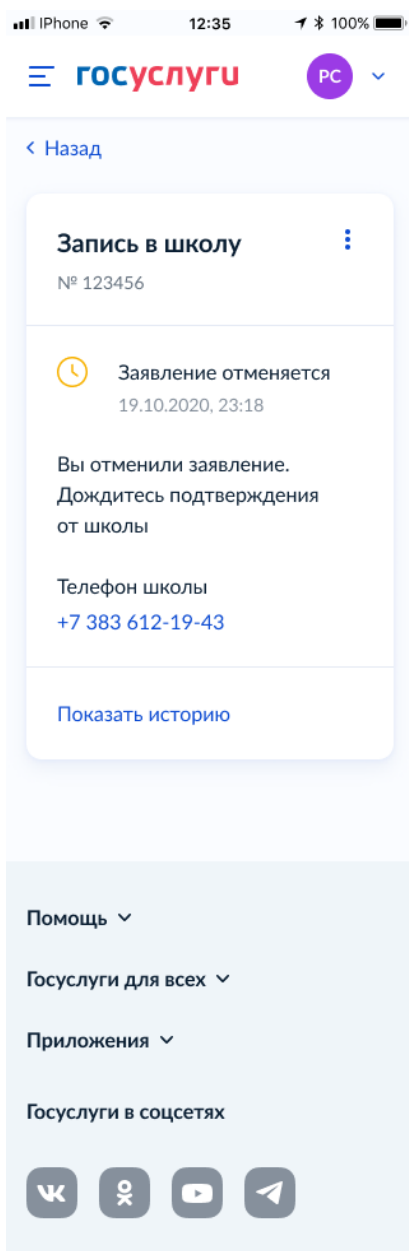 IPhone 12:35 100%
госуслуги РС
Назад
Запись в школу
№ 123456
Заявление отменяется
19.10.2020, 23:18
Вы отменили заявление.
Дождитесь подтверждения
от школы
Телефон школы
+7 383 612-19-43
Показать историю
Помощь
Госуслуги для всех
Приложения
Госуслуги в соцсетях